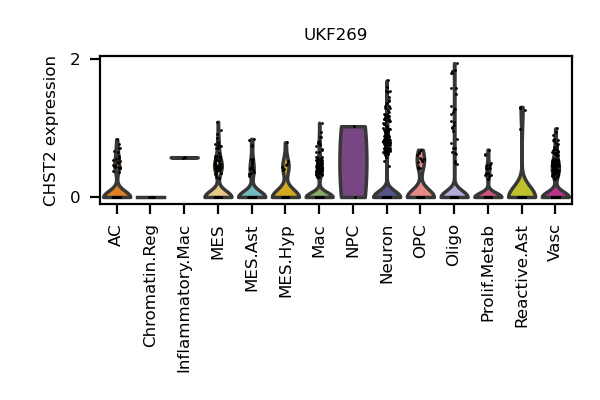 UKF269
CHST2 expression
2
0
AC
Chromatin.Reg
Inflammatory.Mac
MES
MES.Ast
MES.Hyp
Mac
NPC
Neuron
OPC
Oligo
Prolif.Metab
Reactive.Ast
Vasc